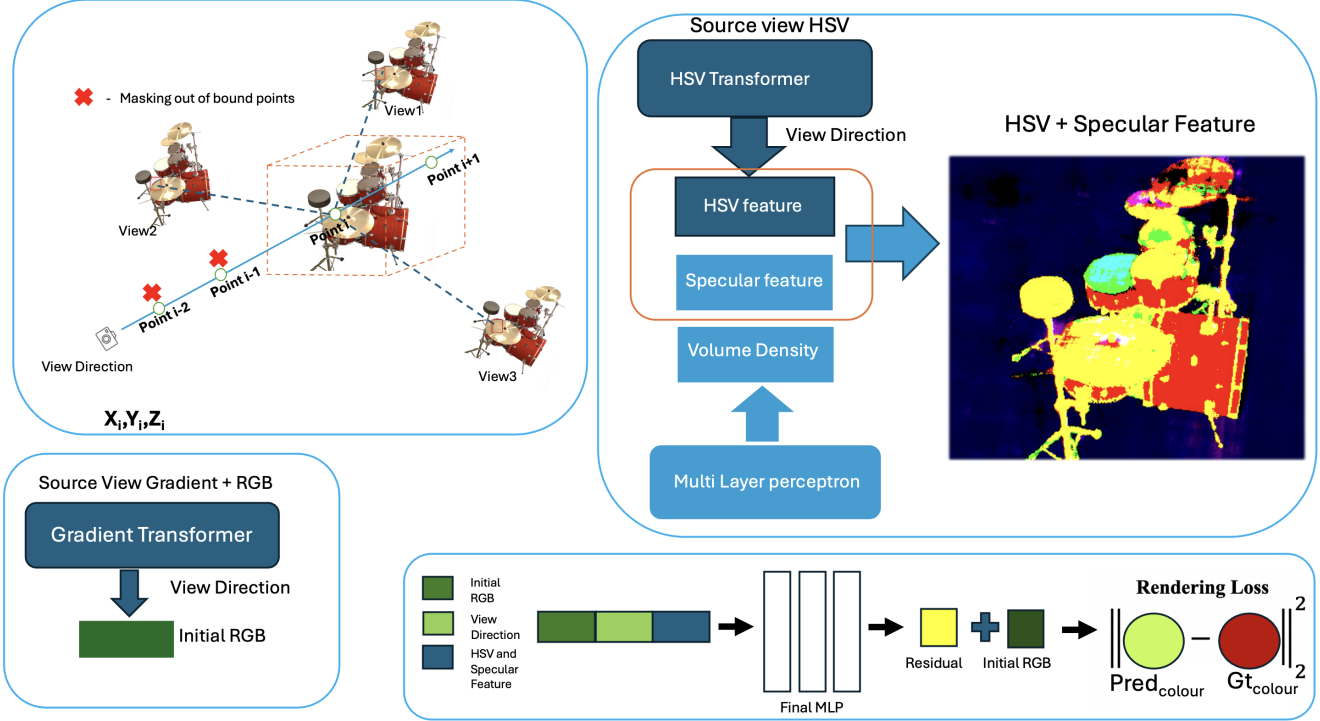 - Masking out of bound points
View1
View2
View3
Point i+1
Point i
Point i-1
Point i-2
View Direction
Xi,Yi,Zi
Source View Gradient + RGB
Gradient Transformer
View Direction
Initial RGB
Source view HSV
HSV Transformer
View Direction
HSV feature
Specular feature
Volume Density
Multi Layer perceptron
HSV + Specular Feature
Initial
RGB
View
Direction
HSV and
Specular
Feature
Final MLP
Residual
Initial RGB
Rendering Loss
|| Predcolour − Gtcolour ||2 2